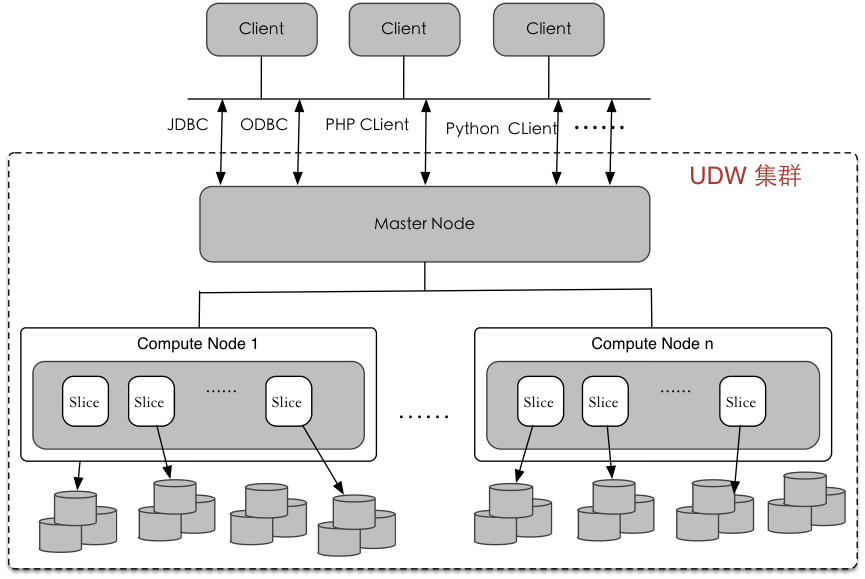 Client Client Client
JDBC ODBC PHP CLient Python CLient ······
UDW 集群
Master Node
Compute Node 1 Compute Node n
Slice Slice ······ Slice ...... Slice Slice ······ Slice